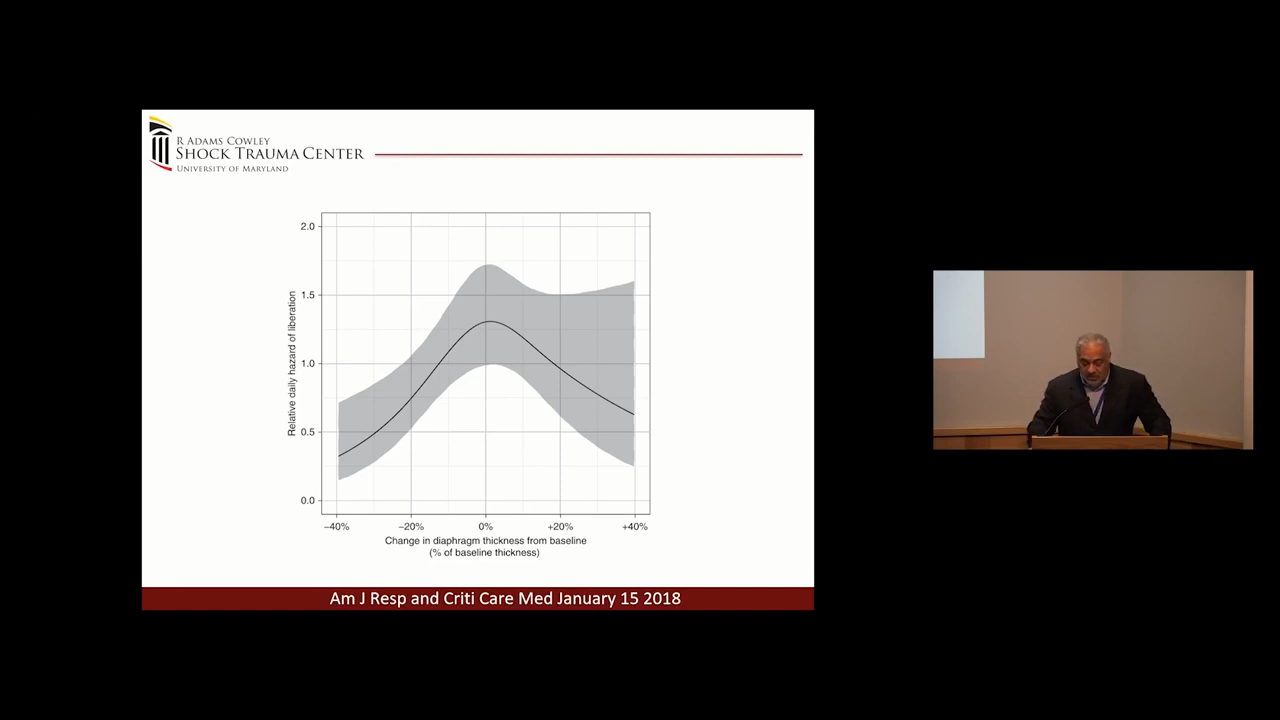 R ADAMS COWLEY
SHOCK TRAUMA CENTER
UNIVERSITY OF MARYLAND
2.0
1.5
1.0
0.5
0.0
Relative daily hazard of liberation
−40%
−20%
0%
+20%
+40%
Change in diaphragm thickness from baseline
(% of baseline thickness)
Am J Resp and Criti Care Med January 15 2018